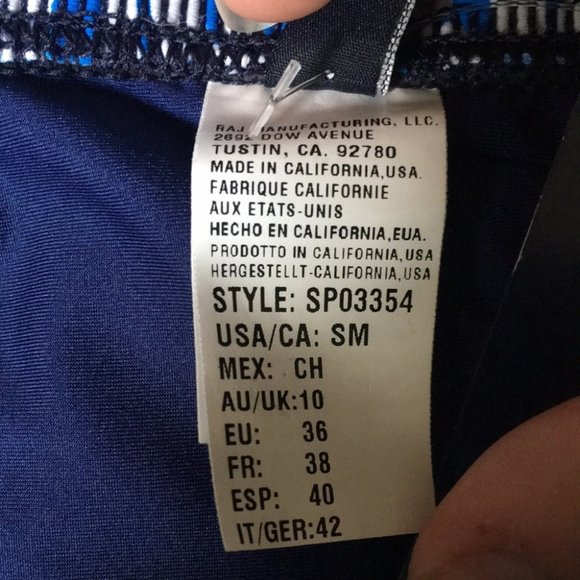 RAJ MANUFACTURING, LLC.
2692 DOW AVENUE
TUSTIN, CA. 92780
MADE IN CALIFORNIA,USA.
FABRIQUE CALIFORNIE
AUX ETATS-UNIS
HECHO EN CALIFORNIA,EUA.
PRODOTTO IN CALIFORNIA,USA
HERGESTELLT-CALIFORNIA,USA
STYLE: SP03354
USA/CA: SM
MEX: CH
AU/UK:10
EU: 36
FR: 38
ESP: 40
IT/GER:42